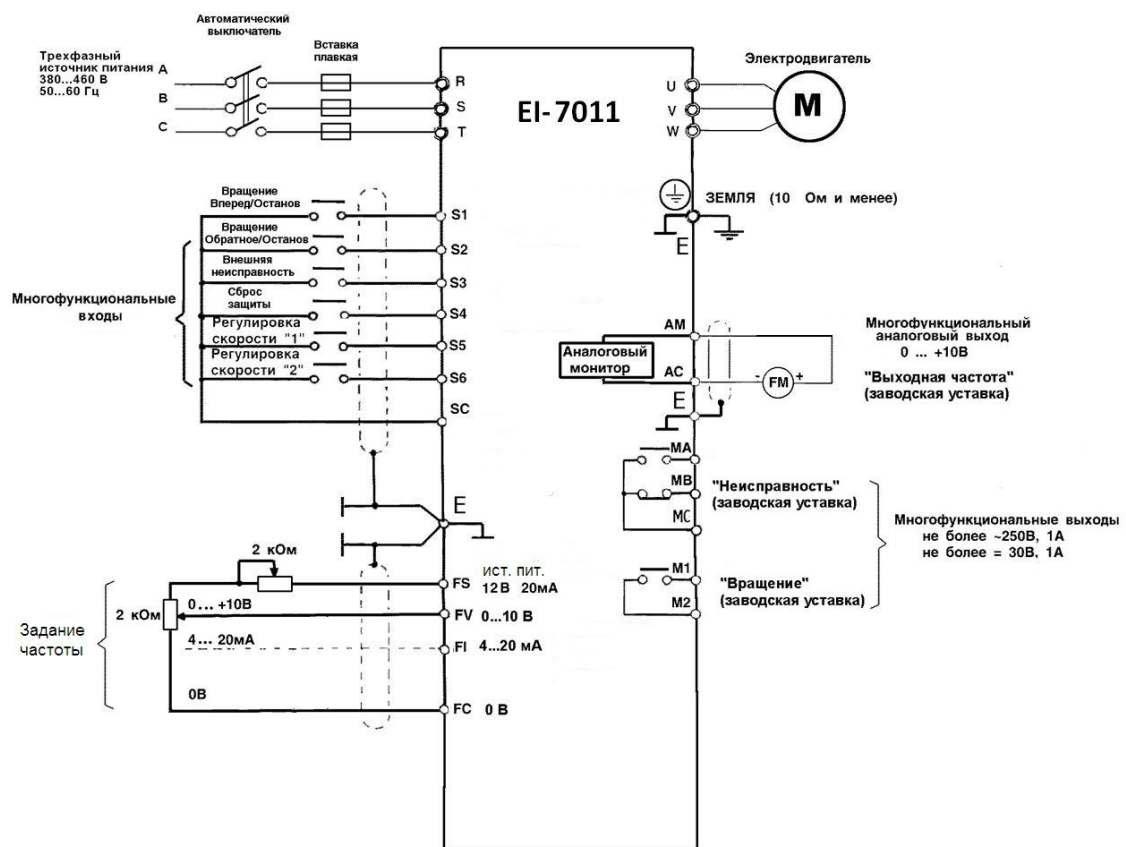 Автоматический
выключатель
Вставка
плавкая
Трехфазный
источник питания
380...460 В
50...60 Гц
A
B
C
R
S
T
EI-7011
U
V
W
Электродвигатель
M
ЗЕМЛЯ (10 Ом и менее)
E
Вращение
Вперед/Останов
S1
Вращение
Обратное/Останов
S2
Внешняя
неисправность
S3
Сброс
защиты
S4
Регулировка
скорости "1"
S5
Регулировка
скорости "2"
S6
SC
Многофункциональные
входы
AM
Аналоговый
монитор
AC
E
- FM +
Многофункциональный
аналоговый выход
0 ... +10В
"Выходная частота"
(заводская уставка)
MA
MB
MC
"Неисправность"
(заводская уставка)
M1
M2
"Вращение"
(заводская уставка)
Многофункциональные выходы
не более ~250В, 1А
не более = 30В, 1А
E
2 кОм
FS
ист. пит.
12В 20мА
2 кОм
0... +10В
FV 0...10 В
4... 20мА
FI 4...20 мА
0В
FC 0 В
Задание
частоты